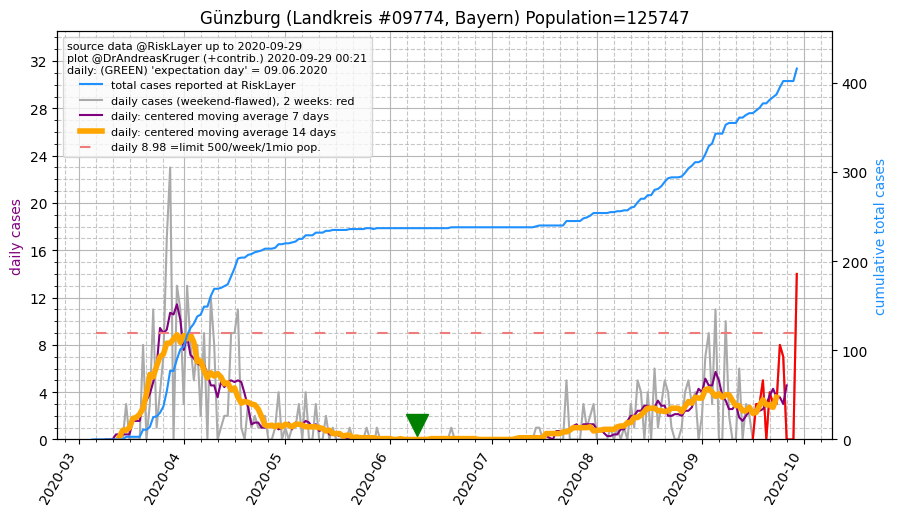 Günzburg (Landkreis #09774, Bayern) Population=125747
source data @RiskLayer up to 2020-09-29
plot @DrAndreasKruger (+contrib.) 2020-09-29 00:21
daily: (GREEN) 'expectation day' = 09.06.2020
total cases reported at RiskLayer
daily cases (weekend-flawed), 2 weeks: red
daily: centered moving average 7 days
daily: centered moving average 14 days
daily 8.98 =limit 500/week/1mio pop.
daily cases
32
28
24
20
16
12
8
4
0
cumulative total cases
400
300
200
100
0
2020-03
2020-04
2020-05
2020-06
2020-07
2020-08
2020-09
2020-10